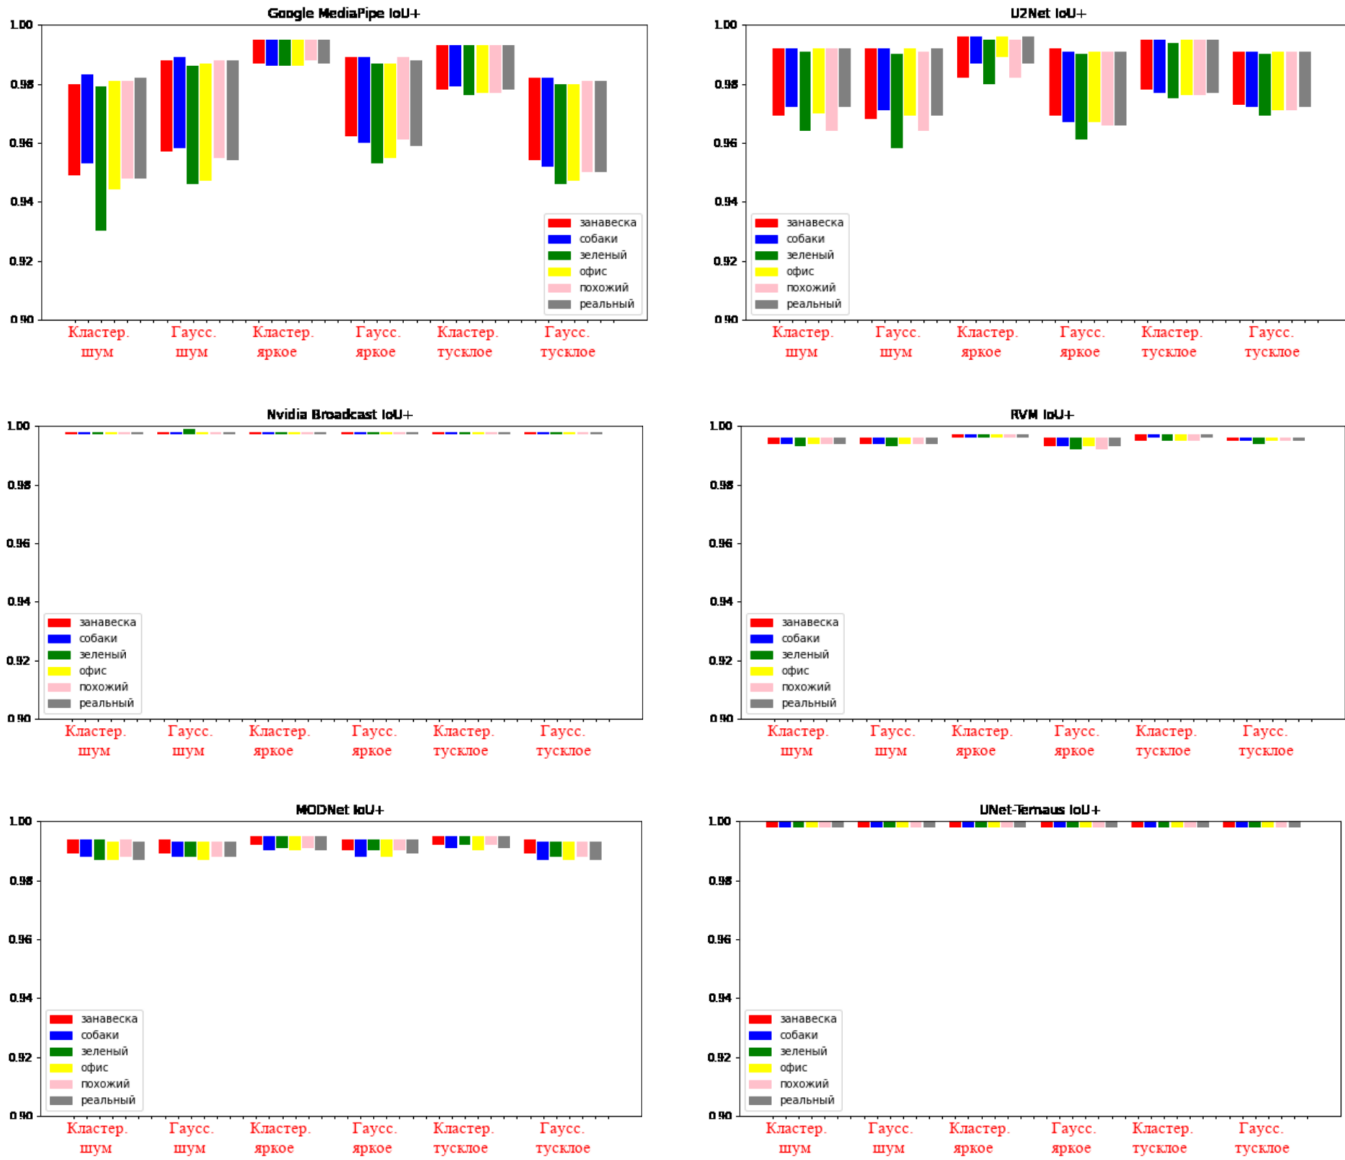 Google MediaPipe IoU+
1.00
0.98
0.96
0.94
0.92
0.90
занавеска
собаки
зеленый
офис
похожий
реальный
Кластер. Гаусс. Кластер. Гаусс. Кластер. Гаусс.
шум шум яркое яркое тусклое тусклое
U2Net IoU+
1.00
0.98
0.96
0.94
0.92
0.90
занавеска
собаки
зеленый
офис
похожий
реальный
Кластер. Гаусс. Кластер. Гаусс. Кластер. Гаусс.
шум шум яркое яркое тусклое тусклое
Nvidia Broadcast IoU+
1.00
0.98
0.96
0.94
0.92
0.90
занавеска
собаки
зеленый
офис
похожий
реальный
Кластер. Гаусс. Кластер. Гаусс. Кластер. Гаусс.
шум шум яркое яркое тусклое тусклое
RVM IoU+
1.00
0.98
0.96
0.94
0.92
0.90
занавеска
собаки
зеленый
офис
похожий
реальный
Кластер. Гаусс. Кластер. Гаусс. Кластер. Гаусс.
шум шум яркое яркое тусклое тусклое
MODNet IoU+
1.00
0.98
0.96
0.94
0.92
0.90
занавеска
собаки
зеленый
офис
похожий
реальный
Кластер. Гаусс. Кластер. Гаусс. Кластер. Гаусс.
шум шум яркое яркое тусклое тусклое
UNet-Ternaus IoU+
1.00
0.98
0.96
0.94
0.92
0.90
занавеска
собаки
зеленый
офис
похожий
реальный
Кластер. Гаусс. Кластер. Гаусс. Кластер. Гаусс.
шум шум яркое яркое тусклое тусклое